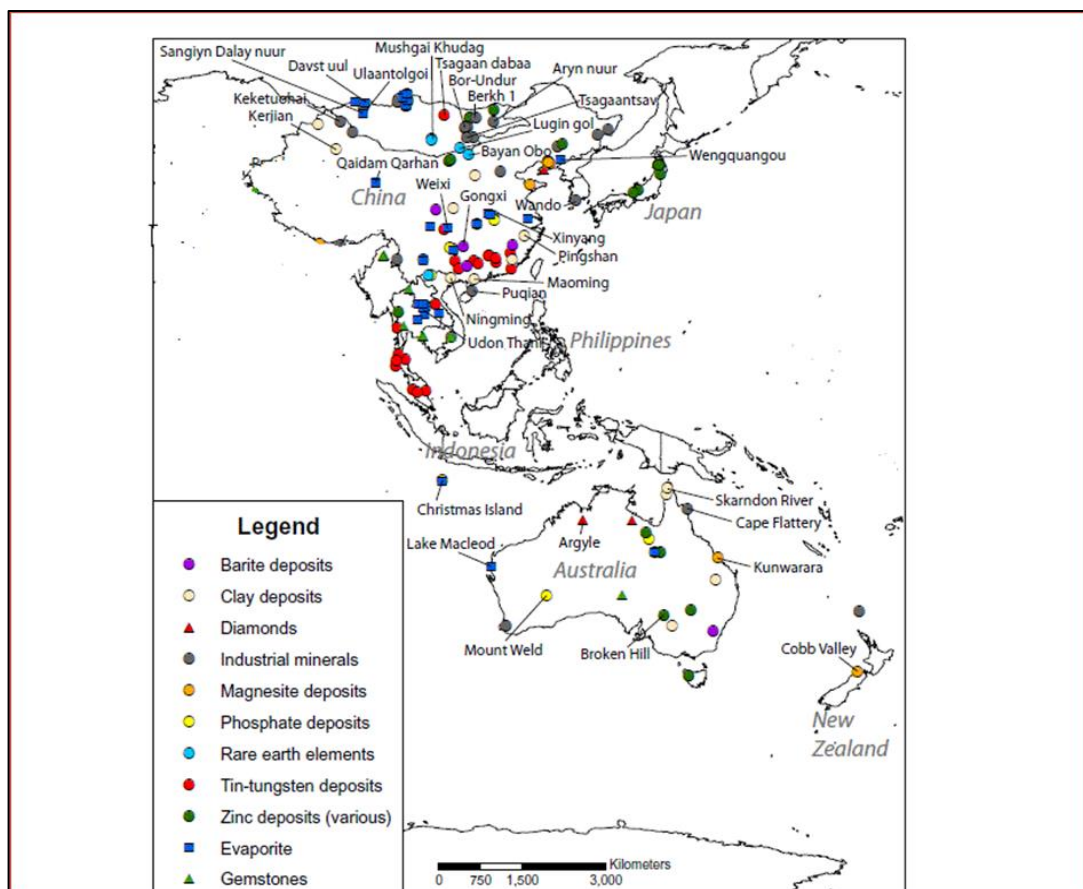 Mushgai Khudag
Sangiyn Dalay nuur
Tsagaan dabaa
Davst uul
Bor-Undur
Aryn nuur
Ulaantolgoi
Berkh 1
Keketuohai
Tsagaantsav
Kerjian
Lugin gol
Bayan Obo
Wengquangou
Qaidam Qarhan
Weixi
China
Gongxi
Wando
Japan
Xinyang
Pingshan
Maoming
Puqian
Ningming
Philippines
Udon Thani
Indonesia
Skarndon River
Christmas Island
Cape Flattery
Lake Macleod
Argyle
Kunwarara
Australia
Mount Weld
Broken Hill
Cobb Valley
New
Zealand
Legend
Barite deposits
Clay deposits
Diamonds
Industrial minerals
Magnesite deposits
Phosphate deposits
Rare earth elements
Tin-tungsten deposits
Zinc deposits (various)
Evaporite
Gemstones
Kilometers
0 750 1,500 3,000